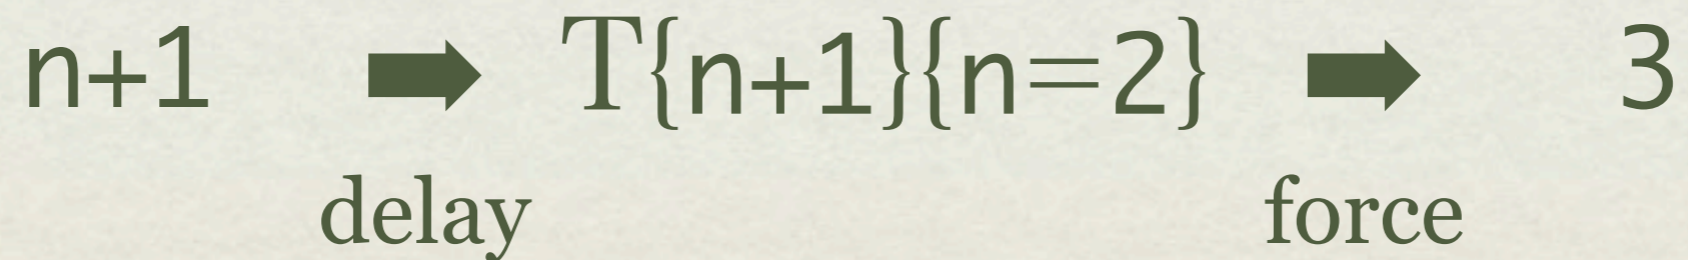 n+1 ➡ T{n+1}{n=2} ➡ 3
delay force